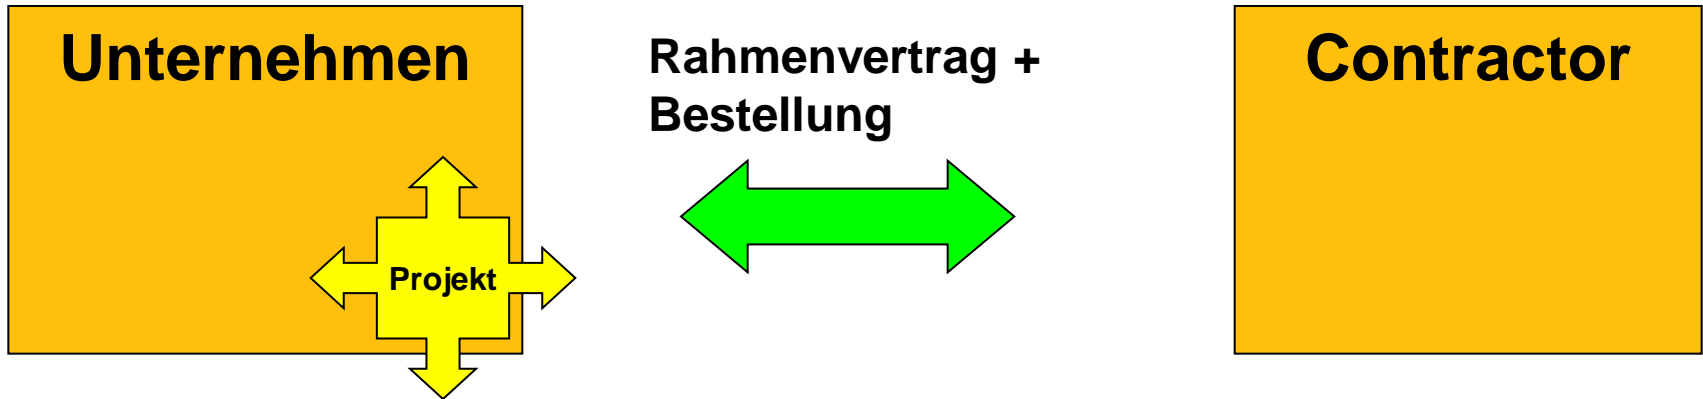 Unternehmen
Rahmenvertrag +
Bestellung
Contractor
Projekt